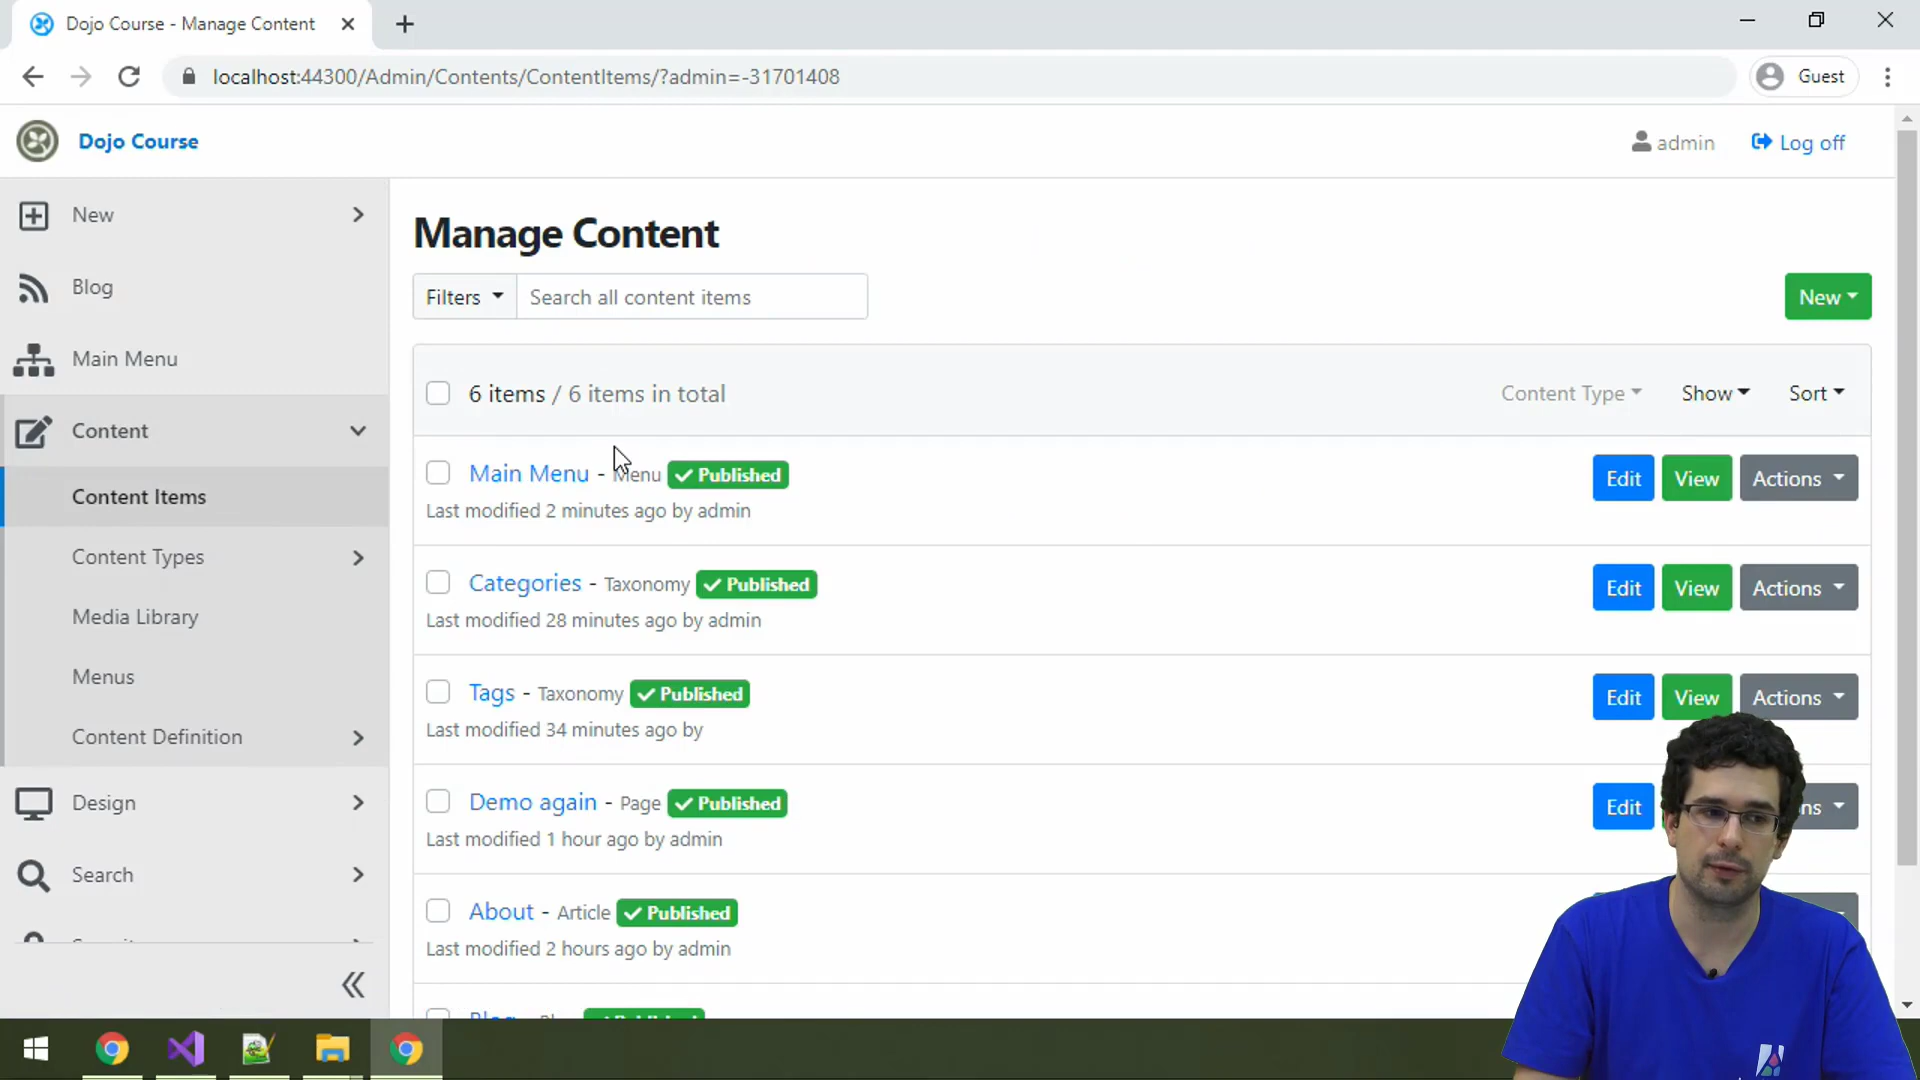 Dojo Course - Manage Content
localhost:44300/Admin/Contents/ContentItems/?admin=-31701408
Guest
Dojo Course
admin
Log off
New
Blog
Main Menu
Content
Content Items
Content Types
Media Library
Menus
Content Definition
Design
Search
Manage Content
Filters
Search all content items
New
6 items / 6 items in total
Content Type
Show
Sort
Main Menu - Menu Published
Last modified 2 minutes ago by admin
Edit View Actions
Categories - Taxonomy Published
Last modified 28 minutes ago by admin
Edit View Actions
Tags - Taxonomy Published
Last modified 34 minutes ago by
Edit View Actions
Demo again - Page Published
Last modified 1 hour ago by admin
Edit
About - Article Published
Last modified 2 hours ago by admin